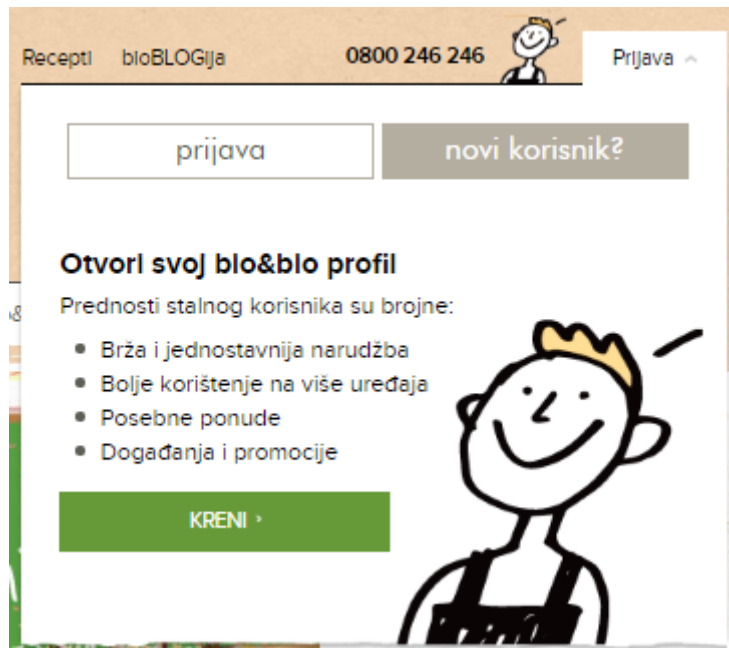 Recepti bioBLOGija 0800 246 246 Prijava
prijava novi korisnik?
Otvori svoj bio&bio profil
Prednosti stalnog korisnika su brojne:
Brža i jednostavnija narudžba
Bolje korištenje na više uređaja
Posebne ponude
Događanja i promocije
KRENI ›